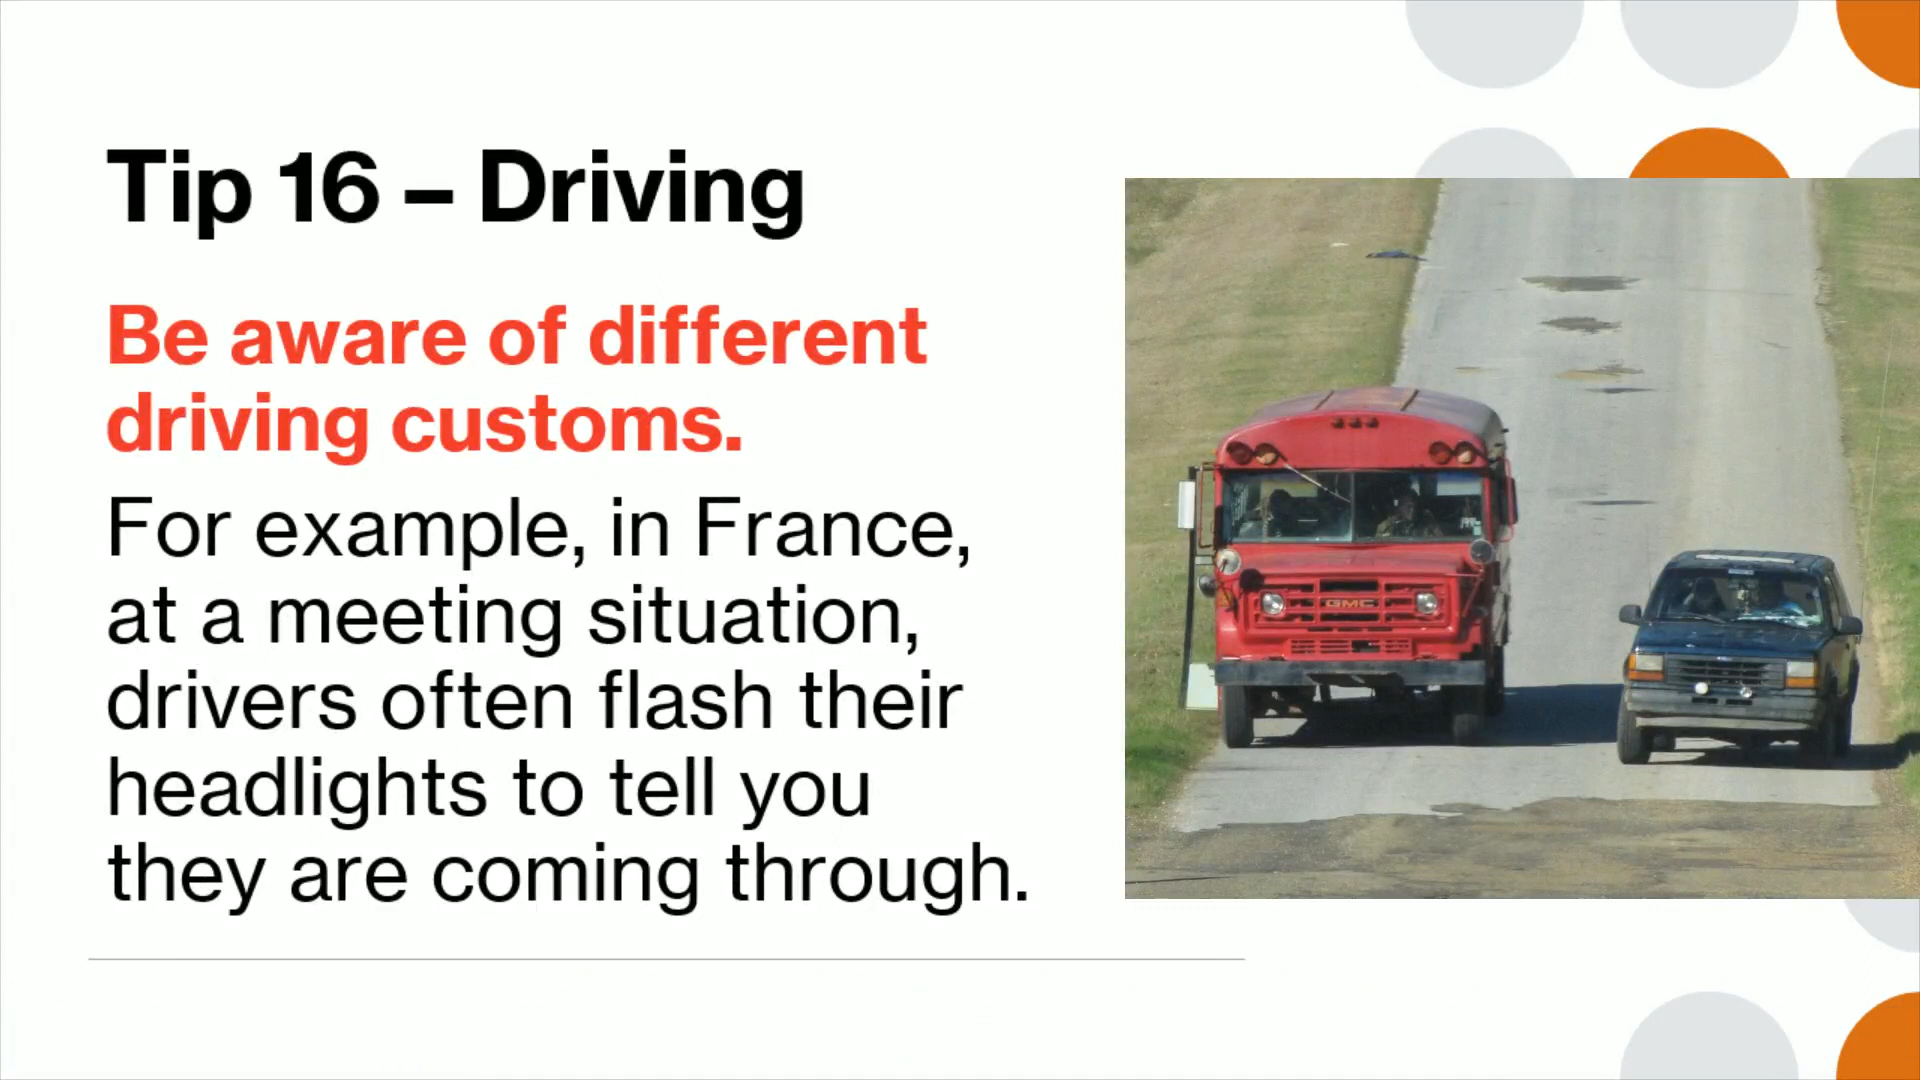 Tip 16 – Driving
Be aware of different
driving customs.
For example, in France,
at a meeting situation,
drivers often flash their
headlights to tell you
they are coming through.
GMC